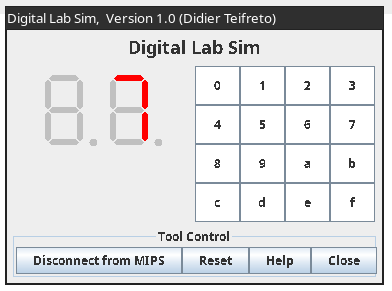 Digital Lab Sim, Version 1.0 (Didier Teifreto)
Digital Lab Sim
7
0 1 2 3
4 5 6 7
8 9 a b
c d e f
Tool Control
Disconnect from MIPS Reset Help Close